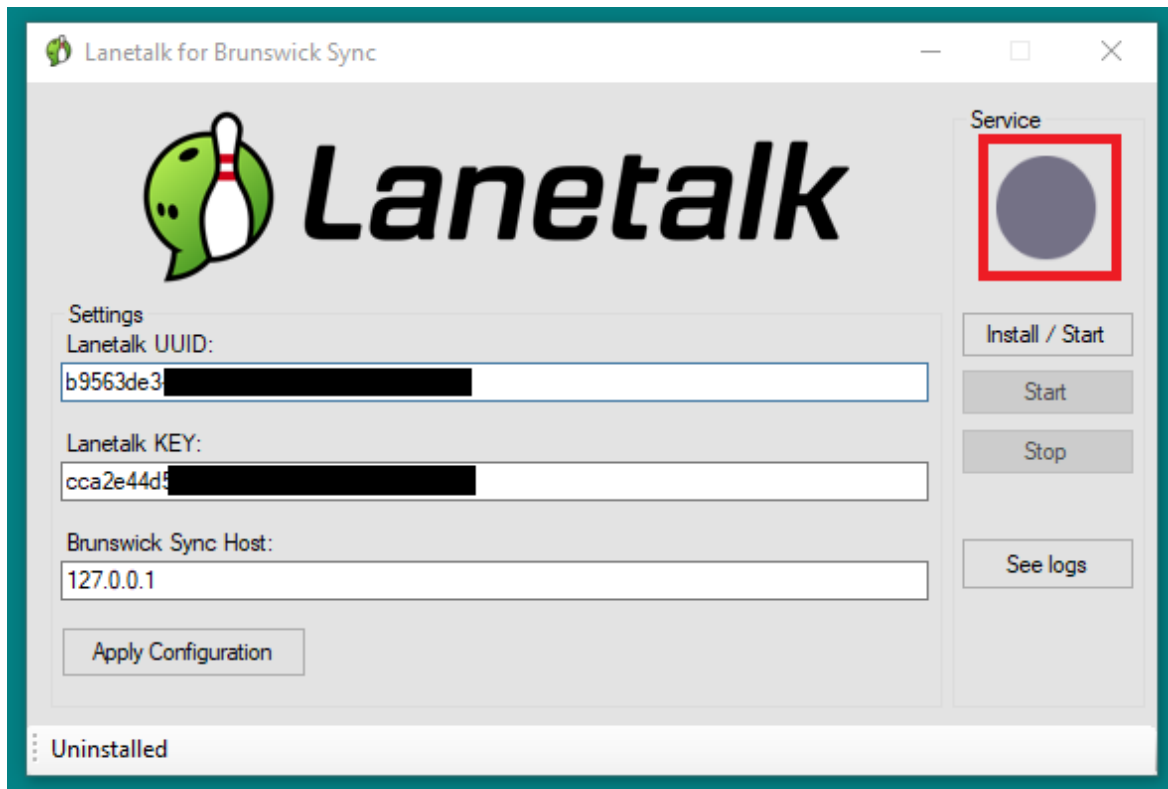 Lanetalk for Brunswick Sync
Lanetalk
Service
Settings
Lanetalk UUID:
b9563de3-
Install / Start
Start
Lanetalk KEY:
cca2e44d5
Stop
Brunswick Sync Host:
127.0.0.1
See logs
Apply Configuration
Uninstalled